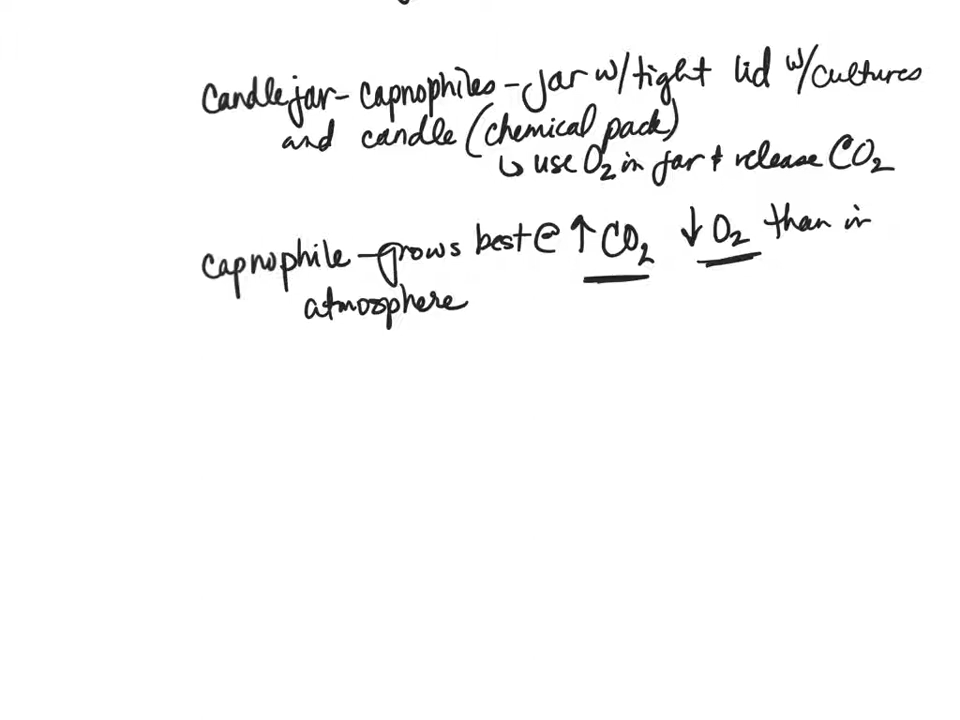 candle jar - capnophiles - jar w/ tight lid w/ cultures
and candle (chemical pack)
↳ use O₂ in jar + release CO₂
capnophile - grows best @ ↑ CO₂ ↓ O₂ than in
atmosphere